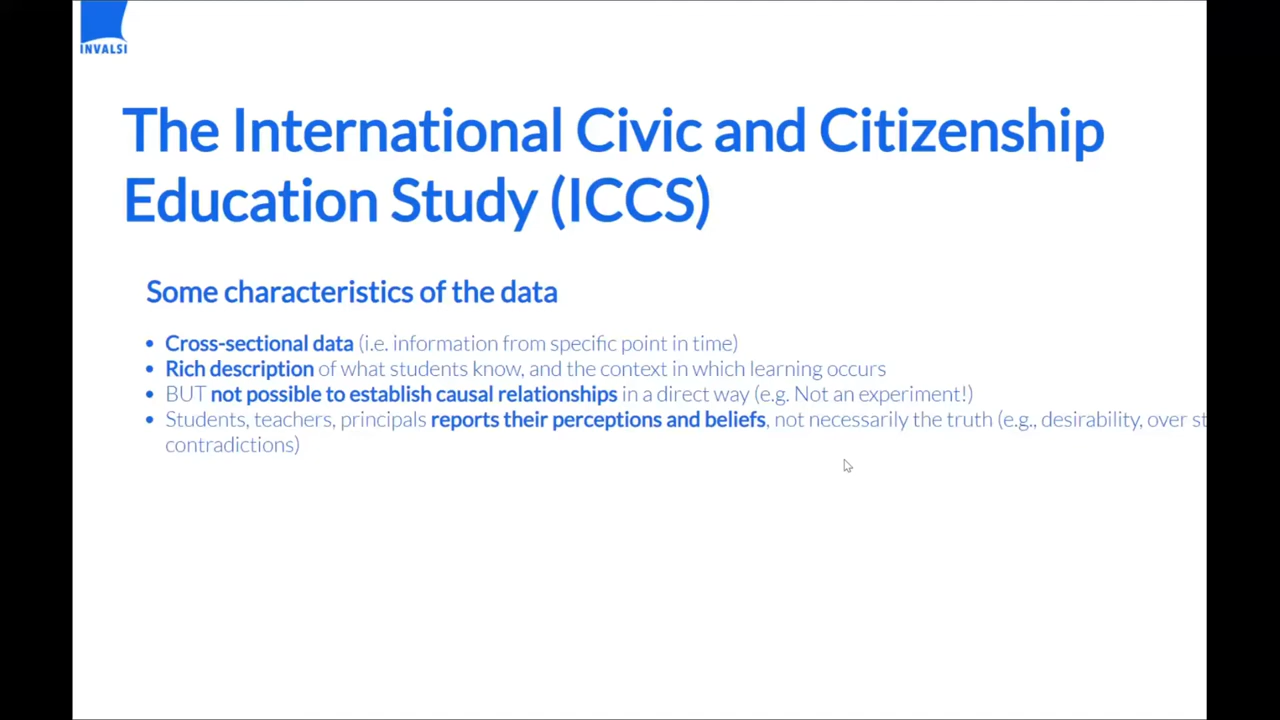 INVALSI
The International Civic and Citizenship
Education Study (ICCS)
Some characteristics of the data
• Cross-sectional data (i.e. information from specific point in time)
• Rich description of what students know, and the context in which learning occurs
• BUT not possible to establish causal relationships in a direct way (e.g. Not an experiment!)
• Students, teachers, principals reports their perceptions and beliefs, not necessarily the truth (e.g., desirability, over
contradictions)